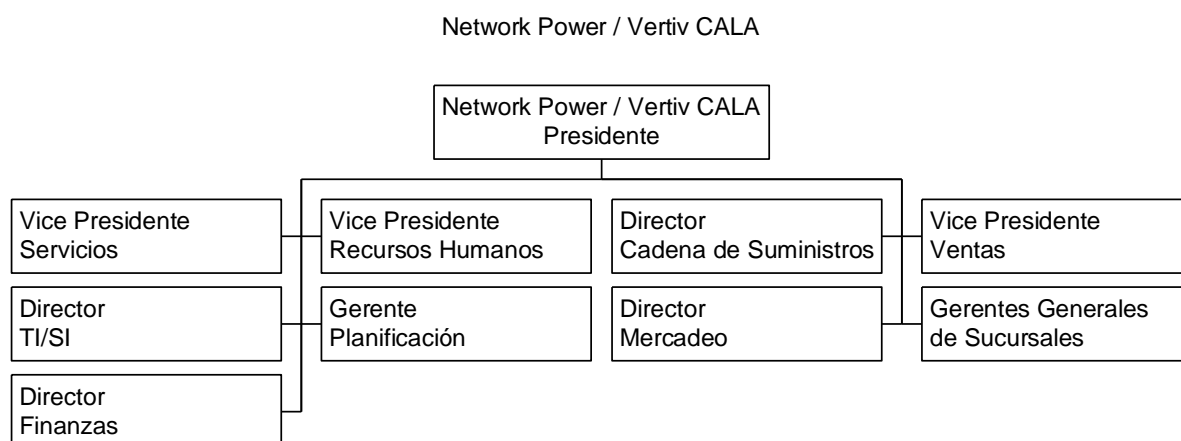 Network Power / Vertiv CALA
Network Power / Vertiv CALA
Presidente
Vice Presidente
Servicios
Vice Presidente
Recursos Humanos
Director
Cadena de Suministros
Vice Presidente
Ventas
Director
TI/SI
Gerente
Planificación
Director
Mercadeo
Gerentes Generales
de Sucursales
Director
Finanzas